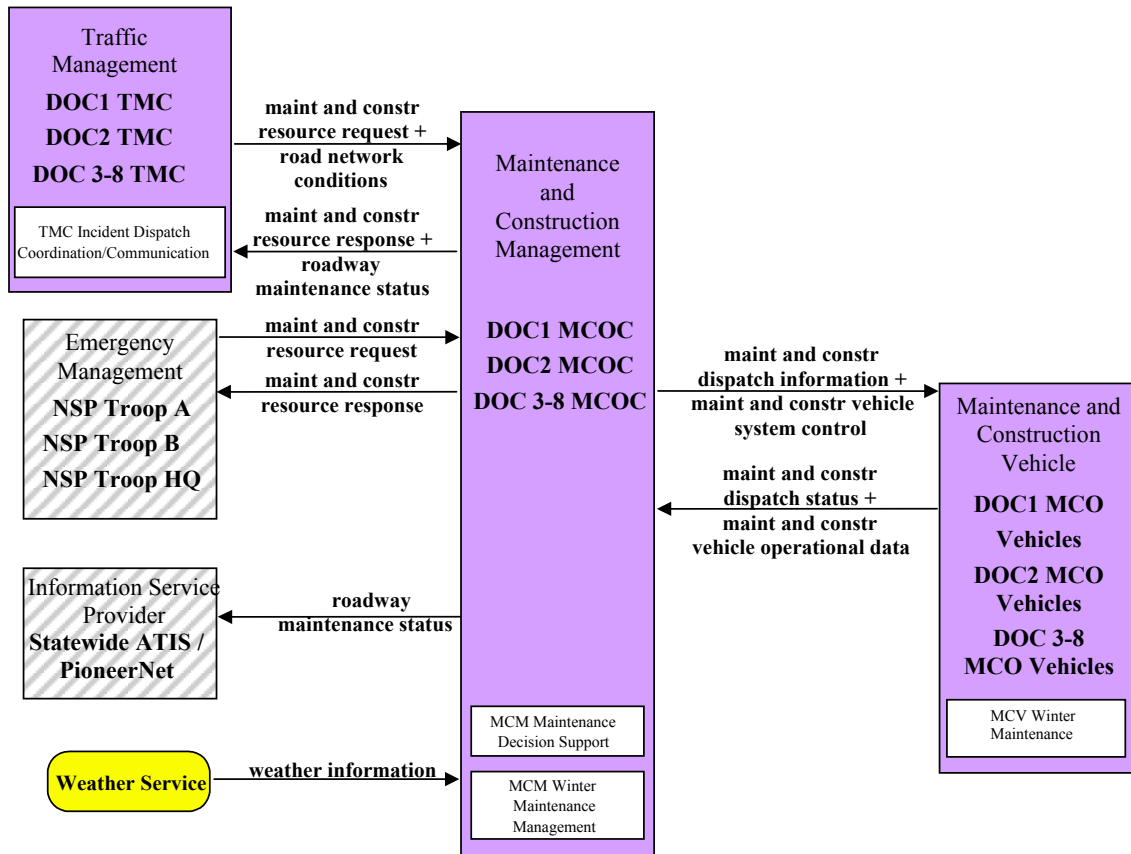 Traffic
Management
DOC1 TMC
DOC2 TMC
DOC 3-8 TMC
TMC Incident Dispatch
Coordination/Communication
maint and constr
resource request +
road network
conditions
maint and constr
resource response +
roadway
maintenance status
Emergency
Management
NSP Troop A
NSP Troop B
NSP Troop HQ
maint and constr
resource request
maint and constr
resource response
Information Service
Provider
Statewide ATIS /
PioneerNet
roadway
maintenance status
Weather Service
weather information
Maintenance
and
Construction
Management
DOC1 MCOC
DOC2 MCOC
DOC 3-8 MCOC
MCM Maintenance
Decision Support
MCM Winter
Maintenance
Management
maint and constr
dispatch information +
maint and constr vehicle
system control
maint and constr
dispatch status +
maint and constr
vehicle operational data
Maintenance and
Construction
Vehicle
DOC1 MCO
Vehicles
DOC2 MCO
Vehicles
DOC 3-8
MCO Vehicles
MCV Winter
Maintenance